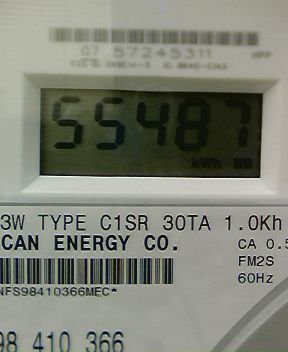 07 57245311
55487
kWh
3W TYPE C1SR 30TA 1.0Kh
CAN ENERGY CO.
CA 0.5
FM2S
60Hz
NFS98410366MEC*
98 410 366